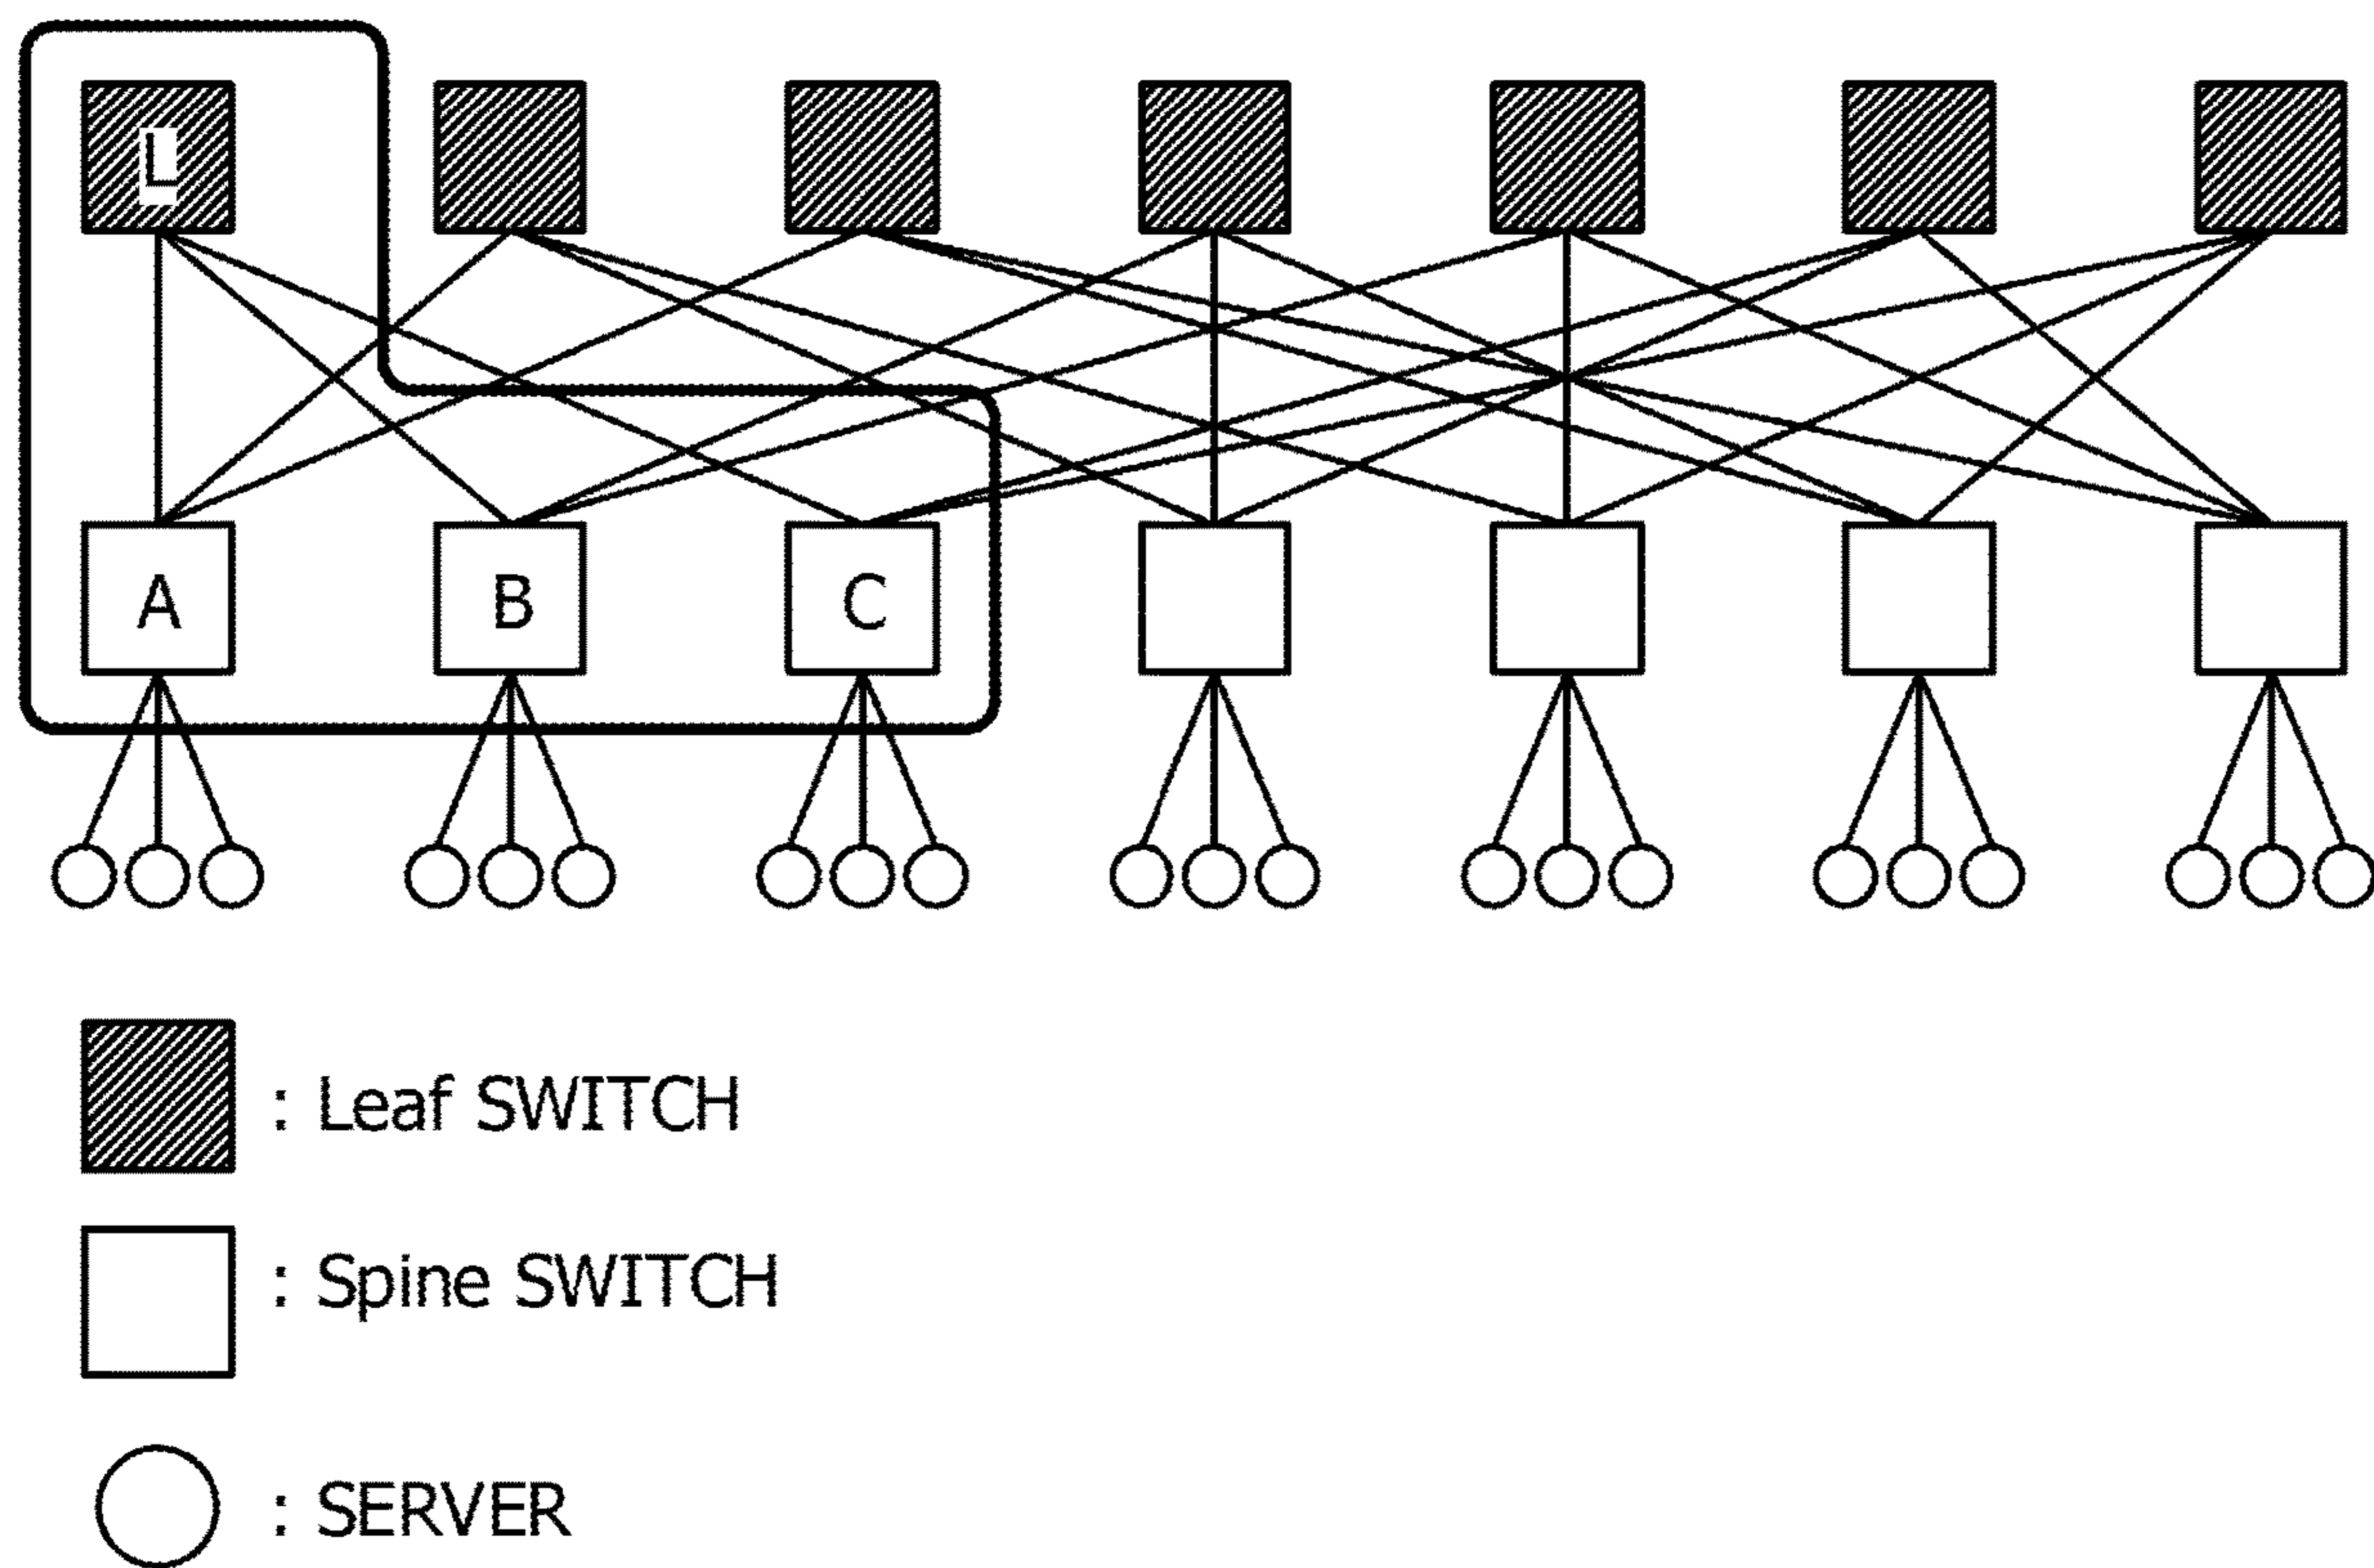 L
A B C
: Leaf SWITCH
: Spine SWITCH
: SERVER